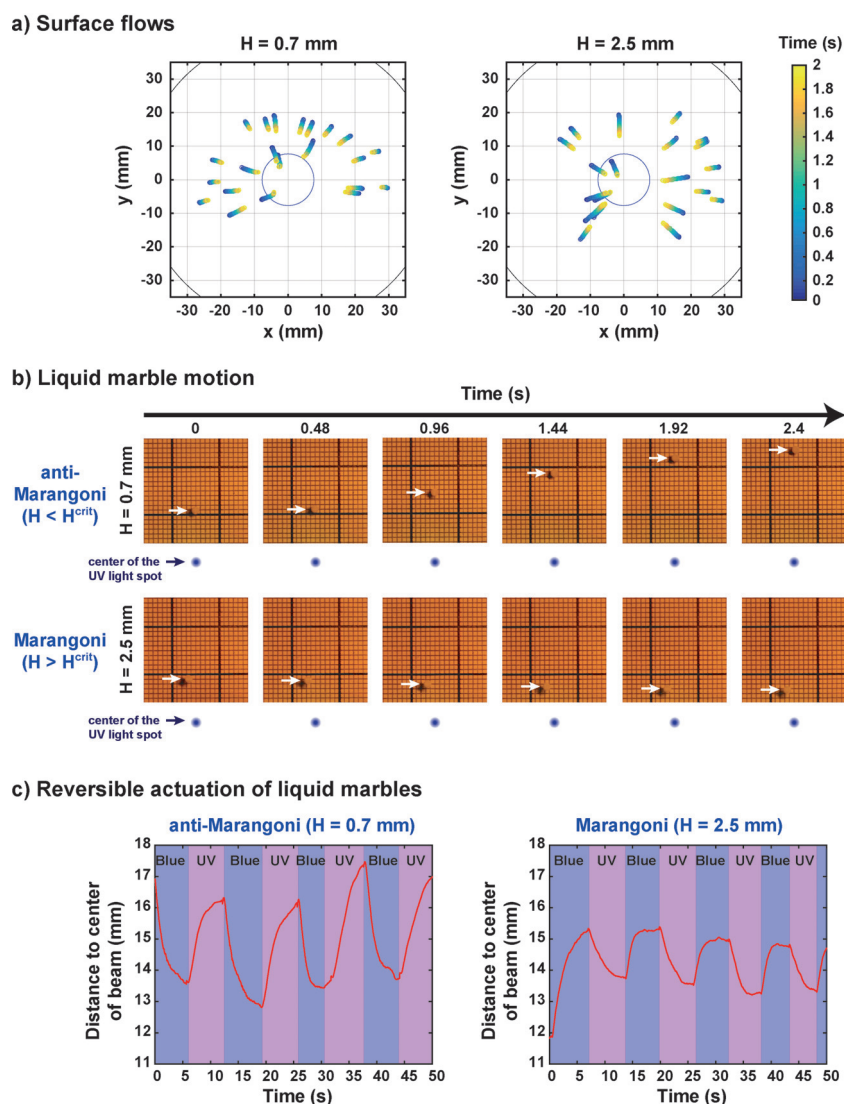 a) Surface flows
H = 0.7 mm
H = 2.5 mm
Time (s)
30
20
10
0
-10
-20
-30
y (mm)
-30 -20 -10 0 10 20 30
x (mm)
30
20
10
0
-10
-20
-30
y (mm)
-30 -20 -10 0 10 20 30
x (mm)
2
1.8
1.6
1.4
1.2
1
0.8
0.6
0.4
0.2
0
b) Liquid marble motion
Time (s)
0 0.48 0.96 1.44 1.92 2.4
anti-
Marangoni
(H < Hcrit)
H = 0.7 mm
center of the
UV light spot
Marangoni
(H > Hcrit)
H = 2.5 mm
center of the
UV light spot
c) Reversible actuation of liquid marbles
anti-Marangoni (H = 0.7 mm)
Blue UV Blue UV Blue UV Blue UV
18
17
16
15
14
13
12
11
Distance to center
of beam (mm)
0 5 10 15 20 25 30 35 40 45 50
Time (s)
Marangoni (H = 2.5 mm)
Blue UV Blue UV Blue UV Blue UV
18
17
16
15
14
13
12
11
Distance to center
of beam (mm)
0 5 10 15 20 25 30 35 40 45 50
Time (s)